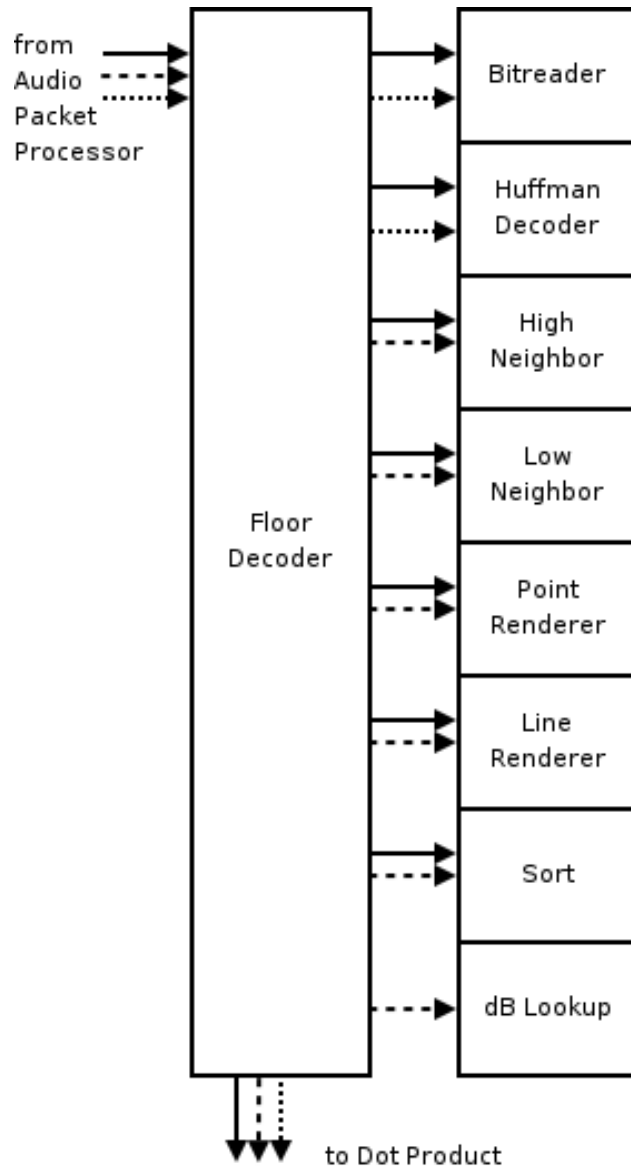 from
Audio
Packet
Processor
Bitreader
Huffman
Decoder
High
Neighbor
Low
Neighbor
Floor
Decoder
Point
Renderer
Line
Renderer
Sort
dB Lookup
to Dot Product